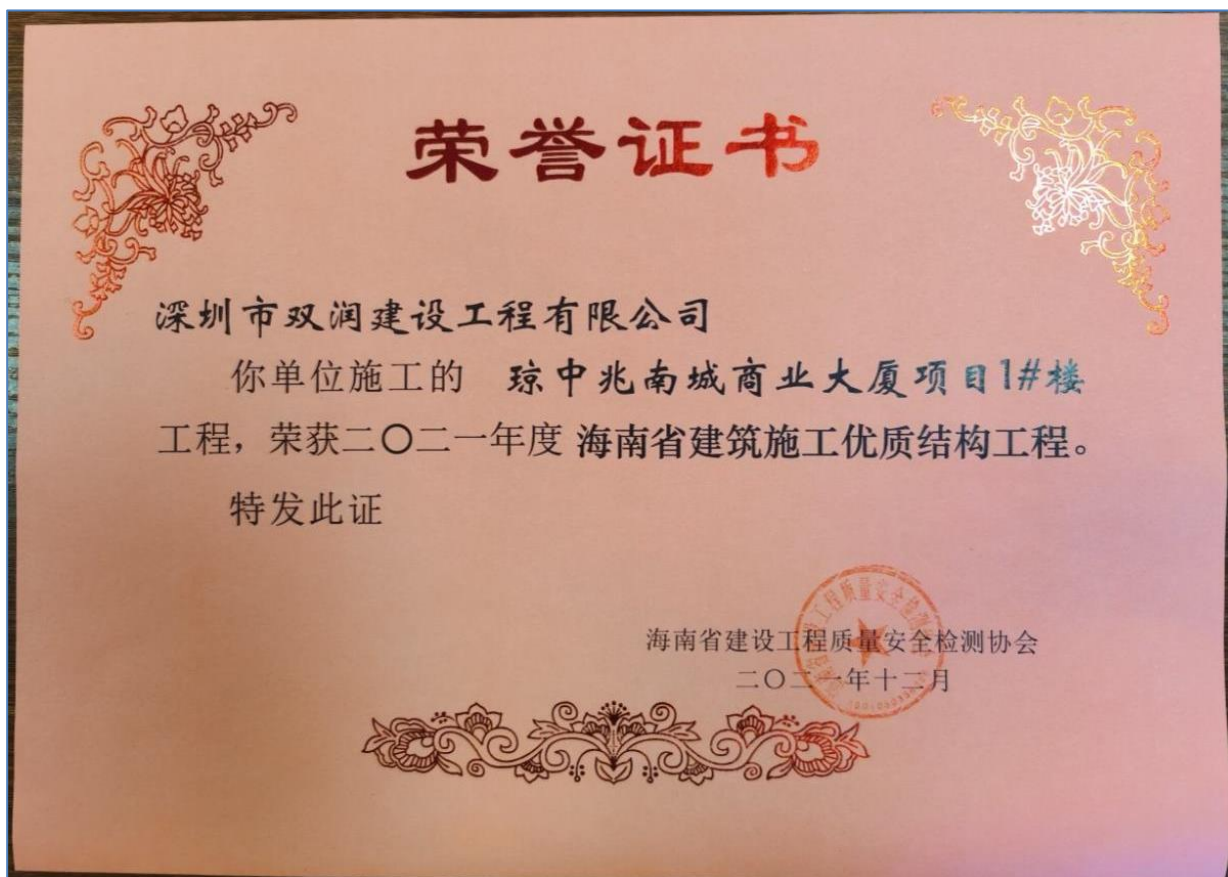 荣誉证书
深圳市双润建设工程有限公司
你单位施工的 琼中兆南城商业大厦项目1#楼
工程，荣获二〇二一年度 海南省建筑施工优质结构工程。
特发此证
海南省建设工程质量安全检测协会
二〇二一年十二月